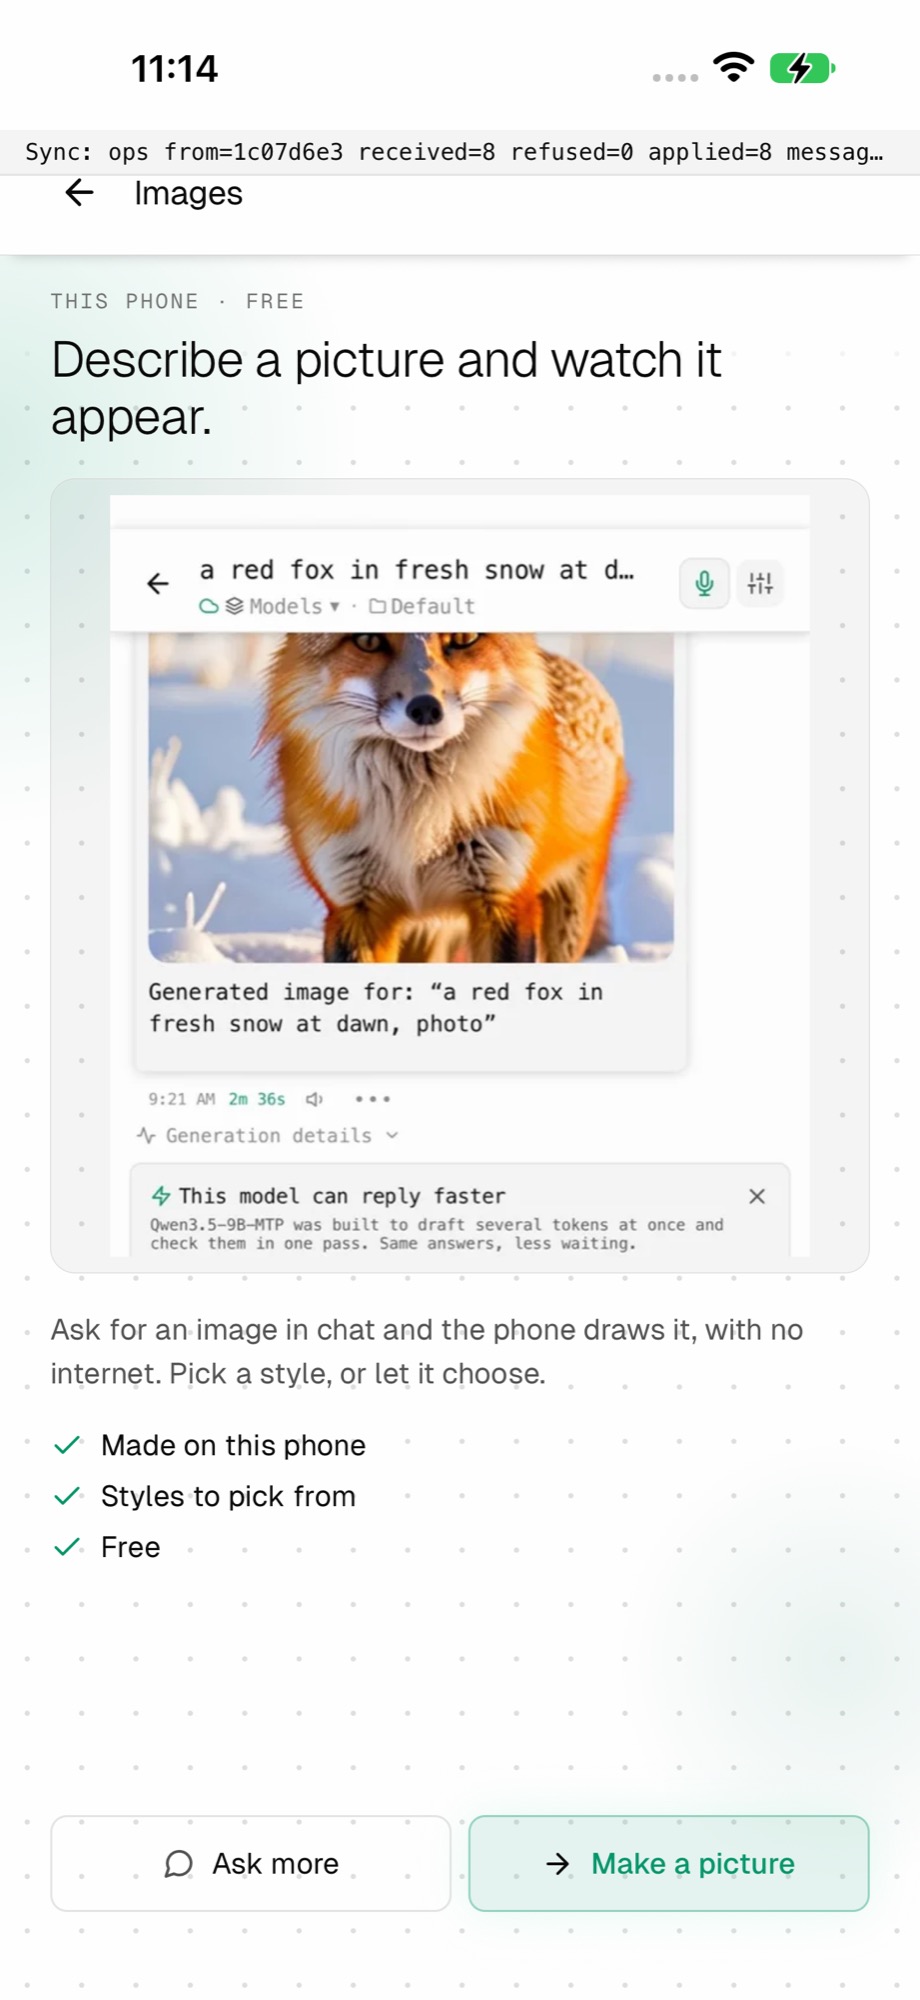 11:14
Sync: ops from=1c07d6e3 received=8 refused=0 applied=8 messag…
Images
THIS PHONE · FREE
Describe a picture and watch it
appear.
a red fox in fresh snow at d…
Models ▾ · Default
Generated image for: “a red fox in
fresh snow at dawn, photo”
9:21 AM 2m 36s
Generation details
This model can reply faster
Qwen3.5-9B-MTP was built to draft several tokens at once and
check them in one pass. Same answers, less waiting.
Ask for an image in chat and the phone draws it, with no
internet. Pick a style, or let it choose.
Made on this phone
Styles to pick from
Free
Ask more
Make a picture